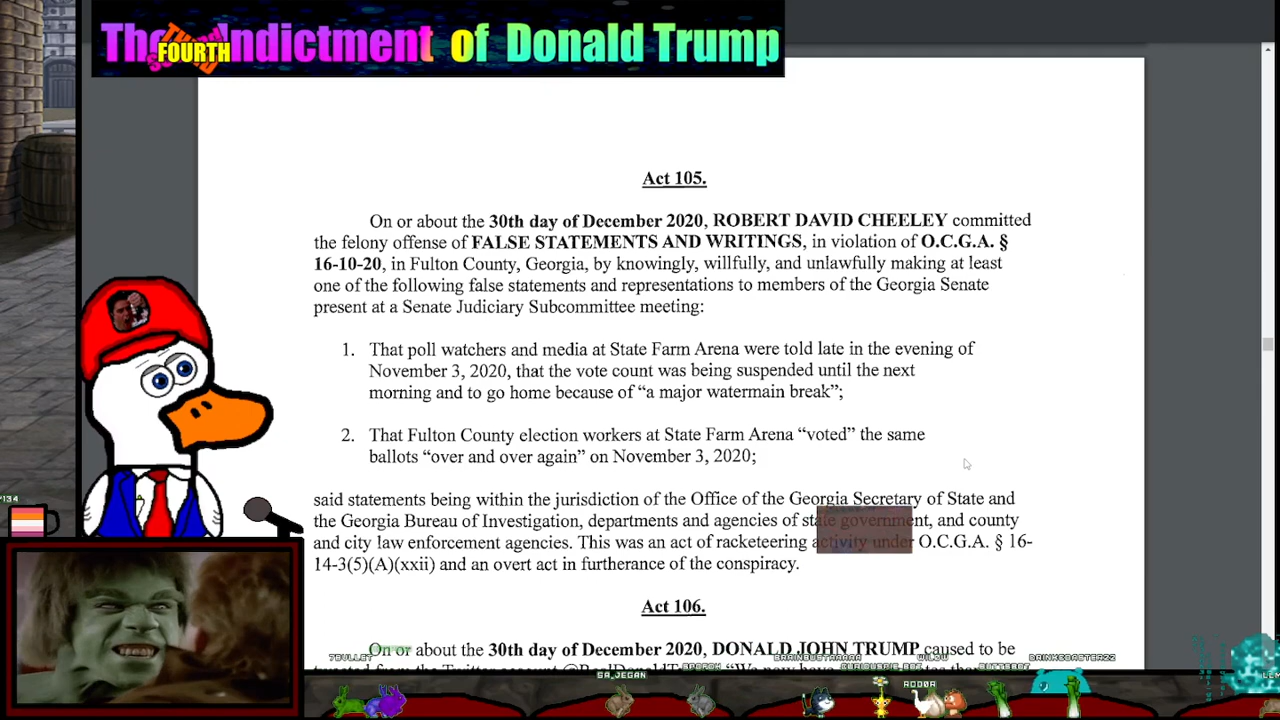 The FOURTH Indictment of Donald Trump
Act 105.
On or about the 30th day of December 2020, ROBERT DAVID CHEELEY committed
the felony offense of FALSE STATEMENTS AND WRITINGS, in violation of O.C.G.A. §
16-10-20, in Fulton County, Georgia, by knowingly, willfully, and unlawfully making at least
one of the following false statements and representations to members of the Georgia Senate
present at a Senate Judiciary Subcommittee meeting:
1. That poll watchers and media at State Farm Arena were told late in the evening of
November 3, 2020, that the vote count was being suspended until the next
morning and to go home because of “a major watermain break”;
2. That Fulton County election workers at State Farm Arena “voted” the same
ballots “over and over again” on November 3, 2020;
said statements being within the jurisdiction of the Office of the Georgia Secretary of State and
the Georgia Bureau of Investigation, departments and agencies of state government, and county
and city law enforcement agencies. This was an act of racketeering activity under O.C.G.A. § 16-
14-3(5)(A)(xxii) and an overt act in furtherance of the conspiracy.
Act 106.
On or about the 30th day of December 2020, DONALD JOHN TRUMP caused to be
7BULLET
DRINKCOASTER22
SA_JEGAN